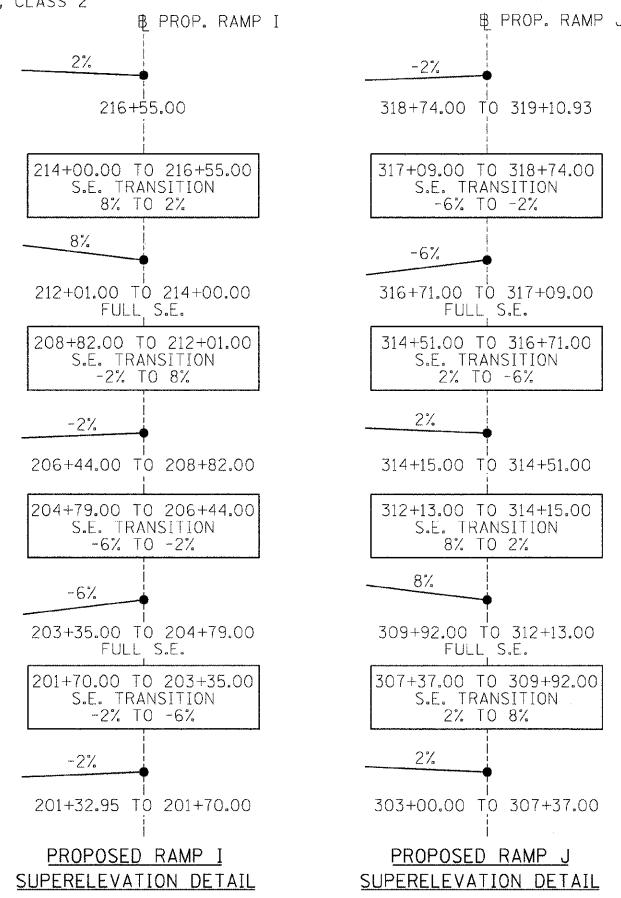 , CLASS 2
℄ PROP. RAMP I
2%
216+55.00
214+00.00 TO 216+55.00
S.E. TRANSITION
8% TO 2%
8%
212+01.00 TO 214+00.00
FULL S.E.
208+82.00 TO 212+01.00
S.E. TRANSITION
-2% TO 8%
-2%
206+44.00 TO 208+82.00
204+79.00 TO 206+44.00
S.E. TRANSITION
-6% TO -2%
-6%
203+35.00 TO 204+79.00
FULL S.E.
201+70.00 TO 203+35.00
S.E. TRANSITION
-2% TO -6%
-2%
201+32.95 TO 201+70.00
PROPOSED RAMP I
SUPERELEVATION DETAIL
PROP. RAMP J
-2%
318+74.00 TO 319+10.93
317+09.00 TO 318+74.00
S.E. TRANSITION
-6% TO -2%
-6%
316+71.00 TO 317+09.00
FULL S.E.
314+51.00 TO 316+71.00
S.E. TRANSITION
2% TO -6%
2%
314+15.00 TO 314+51.00
312+13.00 TO 314+15.00
S.E. TRANSITION
8% TO 2%
8%
309+92.00 TO 312+13.00
FULL S.E.
307+37.00 TO 309+92.00
S.E. TRANSITION
2% TO 8%
2%
303+00.00 TO 307+37.00
PROPOSED RAMP J
SUPERELEVATION DETAIL